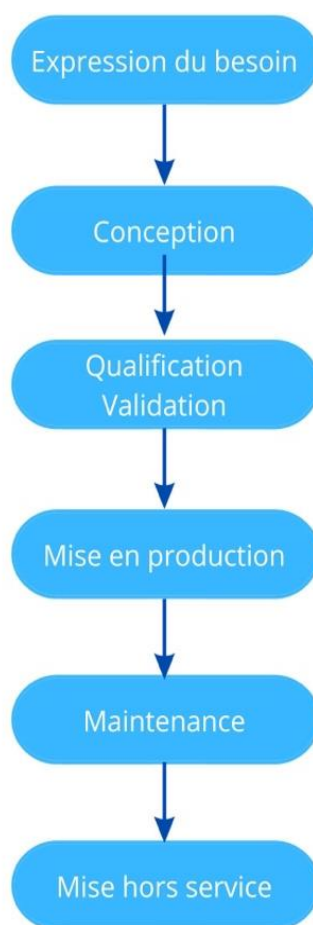 Expression du besoin
Conception
Qualification
Validation
Mise en production
Maintenance
Mise hors service